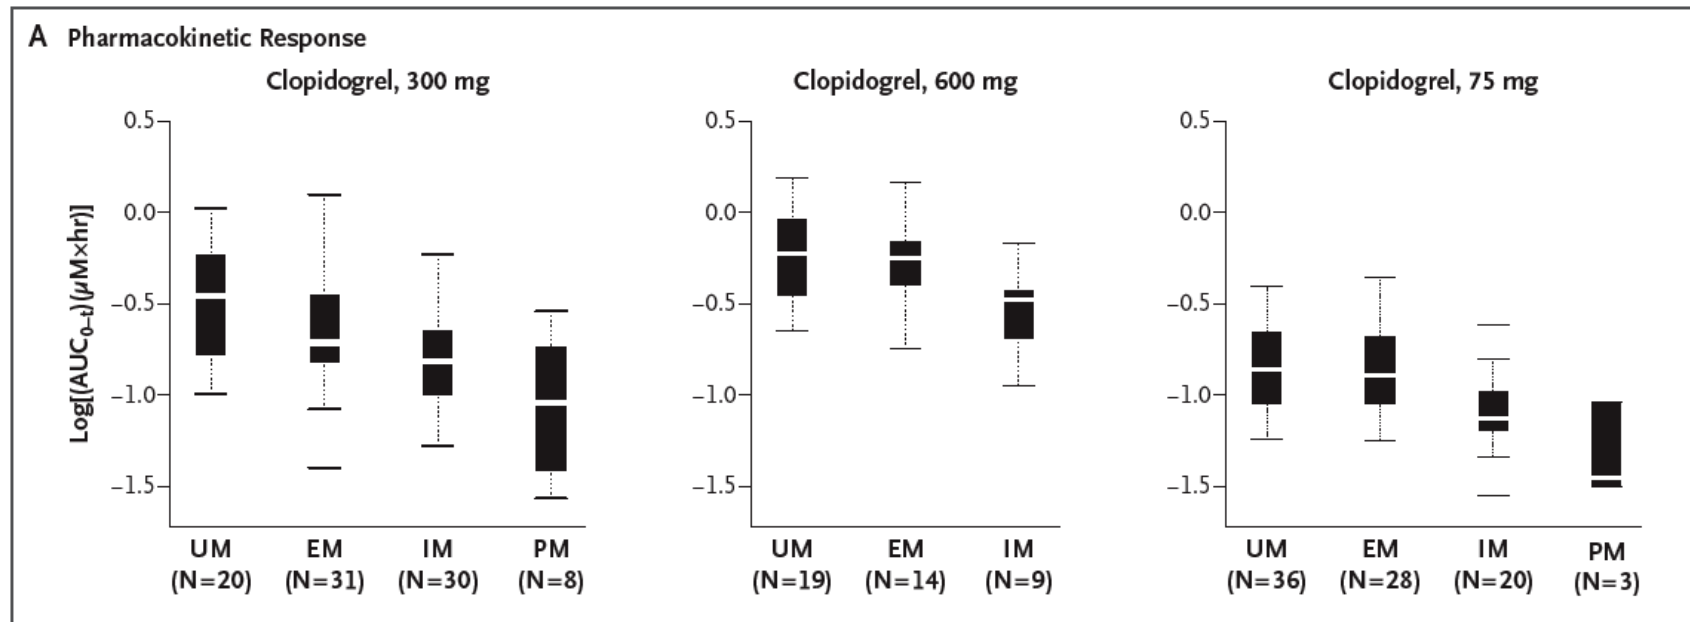 A Pharmacokinetic Response
Clopidogrel, 300 mg
Log[(AUC0–t)(μM×hr)]
0.5
0.0
−0.5
−1.0
−1.5
UM EM IM PM
(N=20) (N=31) (N=30) (N=8)
Clopidogrel, 600 mg
0.5
0.0
−0.5
−1.0
−1.5
UM EM IM
(N=19) (N=14) (N=9)
Clopidogrel, 75 mg
0.5
0.0
−0.5
−1.0
−1.5
UM EM IM PM
(N=36) (N=28) (N=20) (N=3)